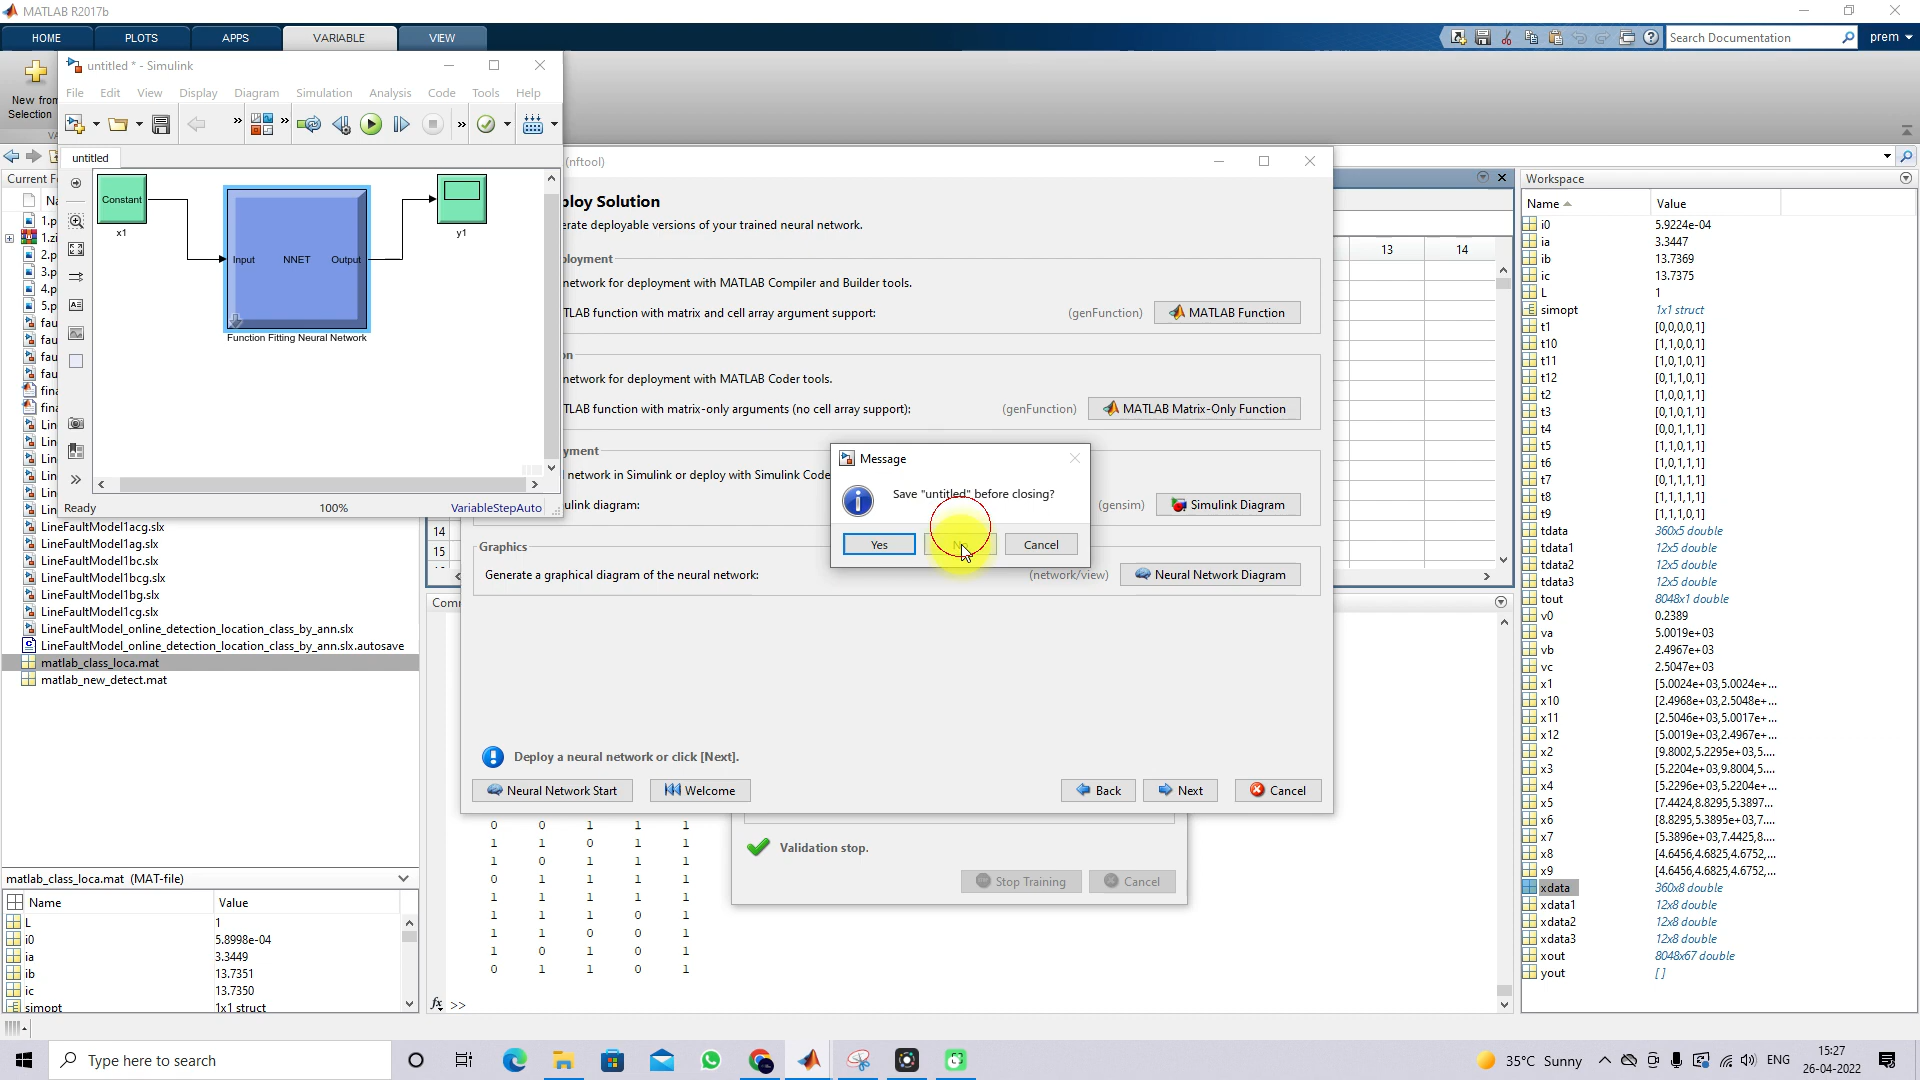 MATLAB R2017b
HOME
PLOTS
APPS
VARIABLE
VIEW
Search Documentation
prem
New from
Selection
untitled * - Simulink
File Edit View Display Diagram Simulation Analysis Code Tools Help
untitled
Constant
x1
Input NNET Output
Function Fitting Neural Network
y1
Ready
100%
VariableStepAuto
(nftool)
ploy Solution
erate deployable versions of your trained neural network.
ployment
network for deployment with MATLAB Compiler and Builder tools.
TLAB function with matrix and cell array argument support:
(genFunction)
MATLAB Function
on
network for deployment with MATLAB Coder tools.
TLAB function with matrix-only arguments (no cell array support):
(genFunction)
MATLAB Matrix-Only Function
yment
l network in Simulink or deploy with Simulink Code
ulink diagram:
(gensim)
Simulink Diagram
Message
Save "untitled" before closing?
Yes
Cancel
Graphics
Generate a graphical diagram of the neural network:
(network/view)
Neural Network Diagram
Deploy a neural network or click [Next].
Neural Network Start
Welcome
Back
Next
Cancel
Validation stop.
Stop Training
Cancel
13 14
14
15
Comm
0 0 1 1 1
1 1 0 1 1
1 0 1 1 1
0 1 1 1 1
1 1 1 1 1
1 1 1 0 1
1 1 0 0 1
1 0 1 0 1
0 1 1 0 1
fx >>
Current F
Na
1.p
1.zi
2.p
3.p
4.p
5.p
fau
fau
fau
fau
fina
fina
Lin
Lin
Lin
Lin
Lin
Lin
LineFaultModel1acg.slx
LineFaultModel1ag.slx
LineFaultModel1bc.slx
LineFaultModel1bcg.slx
LineFaultModel1bg.slx
LineFaultModel1cg.slx
LineFaultModel_online_detection_location_class_by_ann.slx
LineFaultModel_online_detection_location_class_by_ann.slx.autosave
matlab_class_loca.mat
matlab_new_detect.mat
matlab_class_loca.mat (MAT-file)
Name Value
L 1
i0 5.8998e-04
ia 3.3449
ib 13.7351
ic 13.7350
simopt 1x1 struct
Workspace
Name Value
i0 5.9224e-04
ia 3.3447
ib 13.7369
ic 13.7375
L 1
simopt 1x1 struct
t1 [0,0,0,0,1]
t10 [1,1,0,0,1]
t11 [1,0,1,0,1]
t12 [0,1,1,0,1]
t2 [1,0,0,1,1]
t3 [0,1,0,1,1]
t4 [0,0,1,1,1]
t5 [1,1,0,1,1]
t6 [1,0,1,1,1]
t7 [0,1,1,1,1]
t8 [1,1,1,1,1]
t9 [1,1,1,0,1]
tdata 360x5 double
tdata1 12x5 double
tdata2 12x5 double
tdata3 12x5 double
tout 8048x1 double
v0 0.2389
va 5.0019e+03
vb 2.4967e+03
vc 2.5047e+03
x1 [5.0024e+03,5.0024e+...
x10 [2.4968e+03,2.5048e+...
x11 [2.5046e+03,5.0017e+...
x12 [5.0019e+03,2.4967e+...
x2 [9.8002,5.2295e+03,5....
x3 [5.2204e+03,9.8004,5....
x4 [5.2296e+03,5.2204e+...
x5 [7.4424,8.8295,5.3897...
x6 [8.8295,5.3895e+03,7....
x7 [5.3896e+03,7.4425,8....
x8 [4.6456,4.6825,4.6752,...
x9 [4.6456,4.6825,4.6752,...
xdata 360x8 double
xdata1 12x8 double
xdata2 12x8 double
xdata3 12x8 double
xout 8048x67 double
yout []
Type here to search
35°C Sunny
ENG
15:27
26-04-2022